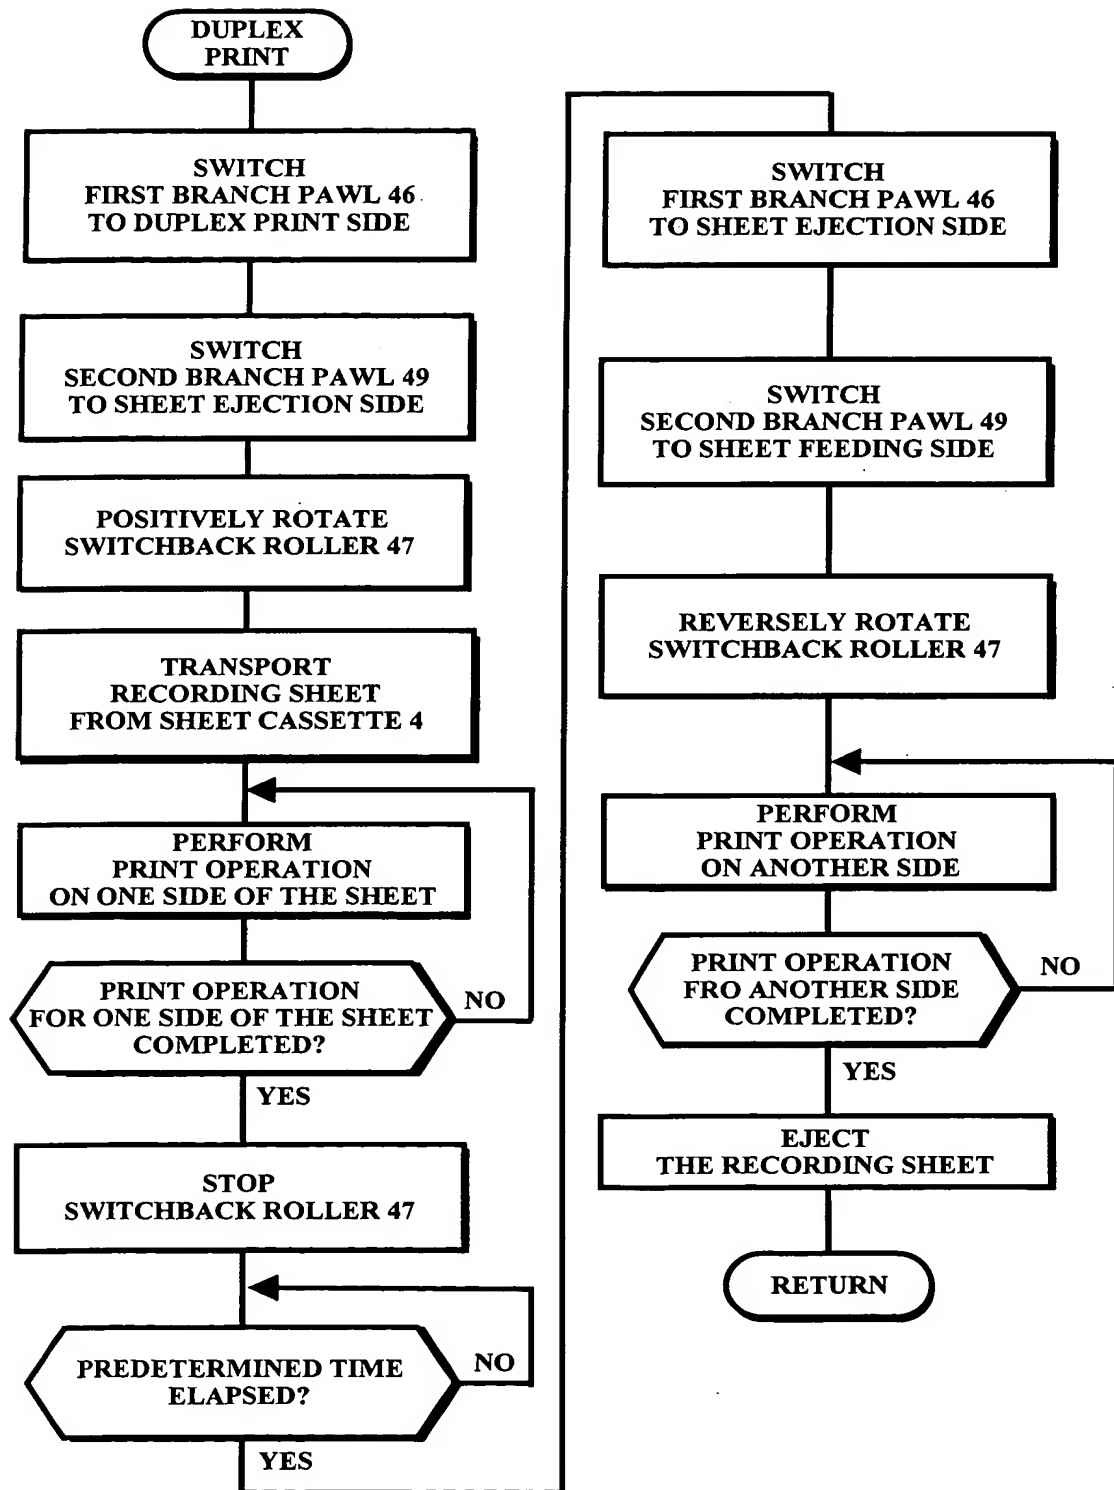 DUPLEX
PRINT
SWITCH
FIRST BRANCH PAWL 46
TO DUPLEX PRINT SIDE
SWITCH
SECOND BRANCH PAWL 49
TO SHEET EJECTION SIDE
POSITIVELY ROTATE
SWITCHBACK ROLLER 47
TRANSPORT
RECORDING SHEET
FROM SHEET CASSETTE 4
PERFORM
PRINT OPERATION
ON ONE SIDE OF THE SHEET
PRINT OPERATION
FOR ONE SIDE OF THE SHEET
COMPLETED?
NO
YES
STOP
SWITCHBACK ROLLER 47
PREDETERMINED TIME
ELAPSED?
NO
YES
SWITCH
FIRST BRANCH PAWL 46
TO SHEET EJECTION SIDE
SWITCH
SECOND BRANCH PAWL 49
TO SHEET FEEDING SIDE
REVERSELY ROTATE
SWITCHBACK ROLLER 47
PERFORM
PRINT OPERATION
ON ANOTHER SIDE
PRINT OPERATION
FRO ANOTHER SIDE
COMPLETED?
NO
YES
EJECT
THE RECORDING SHEET
RETURN